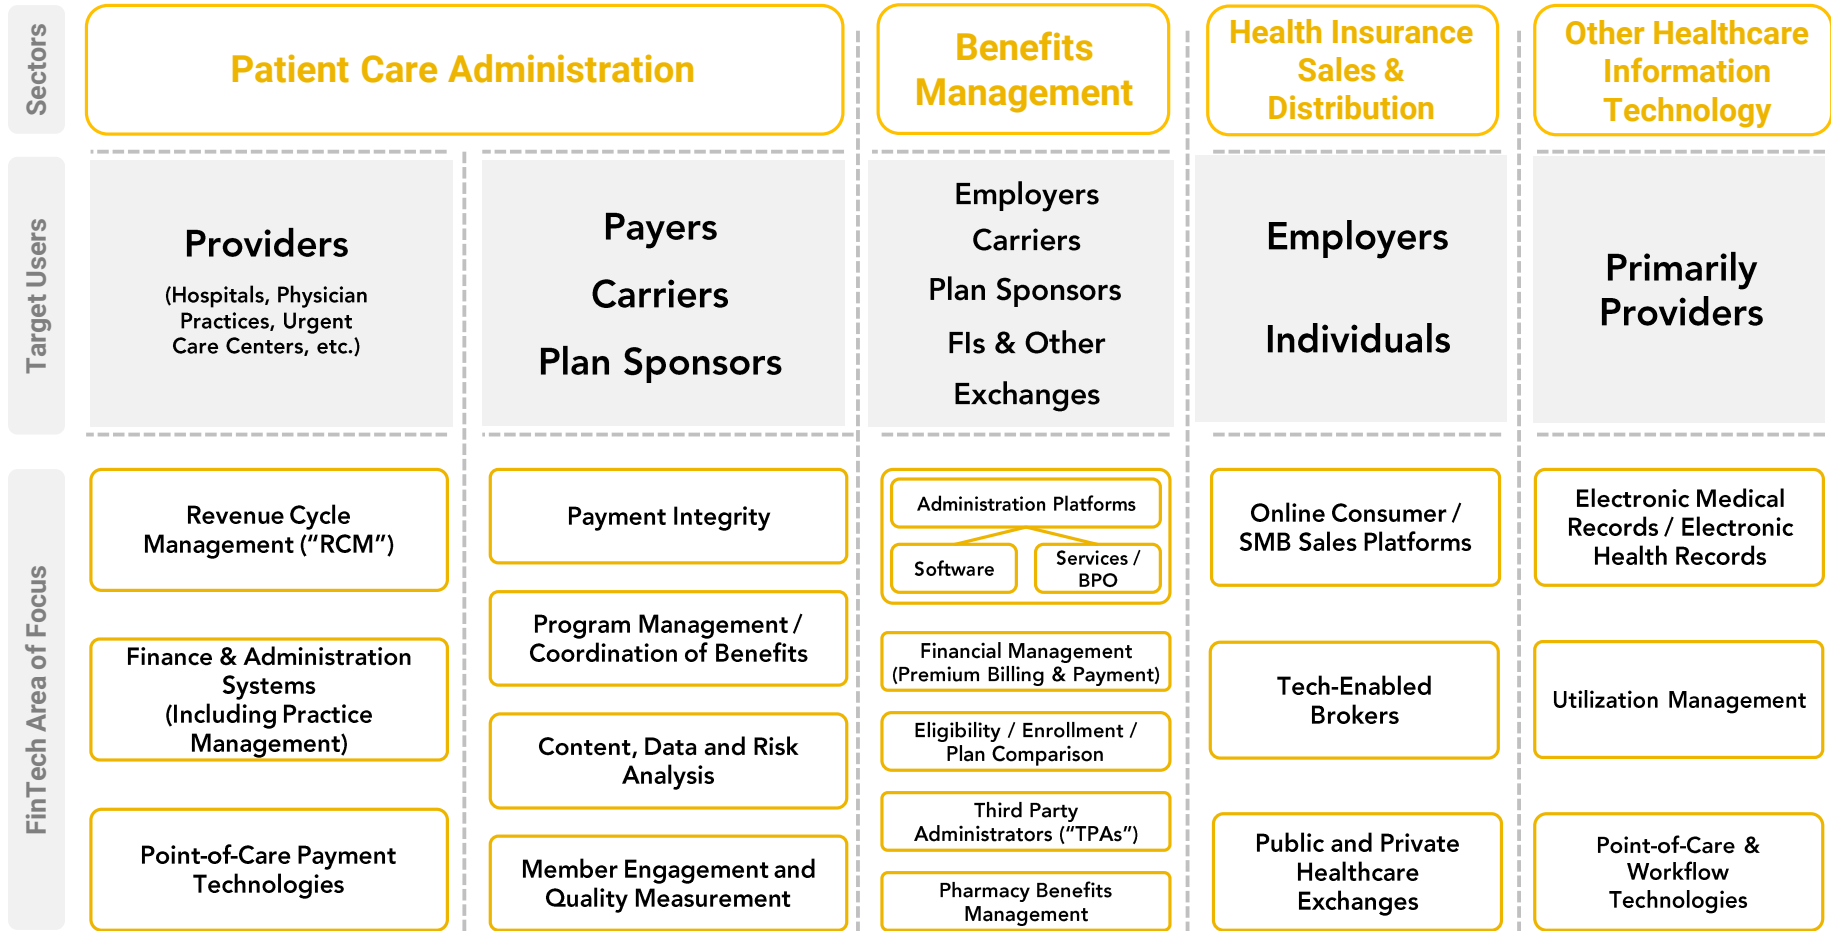 Sectors
Patient Care Administration
Benefits
Management
Health Insurance
Sales &
Distribution
Other Healthcare
Information
Technology
Target Users
Providers
(Hospitals, Physician
Practices, Urgent
Care Centers, etc.)
Payers
Carriers
Plan Sponsors
Employers
Carriers
Plan Sponsors
FIs & Other
Exchanges
Employers
Individuals
Primarily
Providers
FinTech Area of Focus
Revenue Cycle
Management (“RCM”)
Finance & Administration
Systems
(Including Practice
Management)
Point-of-Care Payment
Technologies
Payment Integrity
Program Management /
Coordination of Benefits
Content, Data and Risk
Analysis
Member Engagement and
Quality Measurement
Administration Platforms
Software
Services /
BPO
Financial Management
(Premium Billing & Payment)
Eligibility / Enrollment /
Plan Comparison
Third Party
Administrators (“TPAs”)
Pharmacy Benefits
Management
Online Consumer /
SMB Sales Platforms
Tech-Enabled
Brokers
Public and Private
Healthcare
Exchanges
Electronic Medical
Records / Electronic
Health Records
Utilization Management
Point-of-Care &
Workflow
Technologies